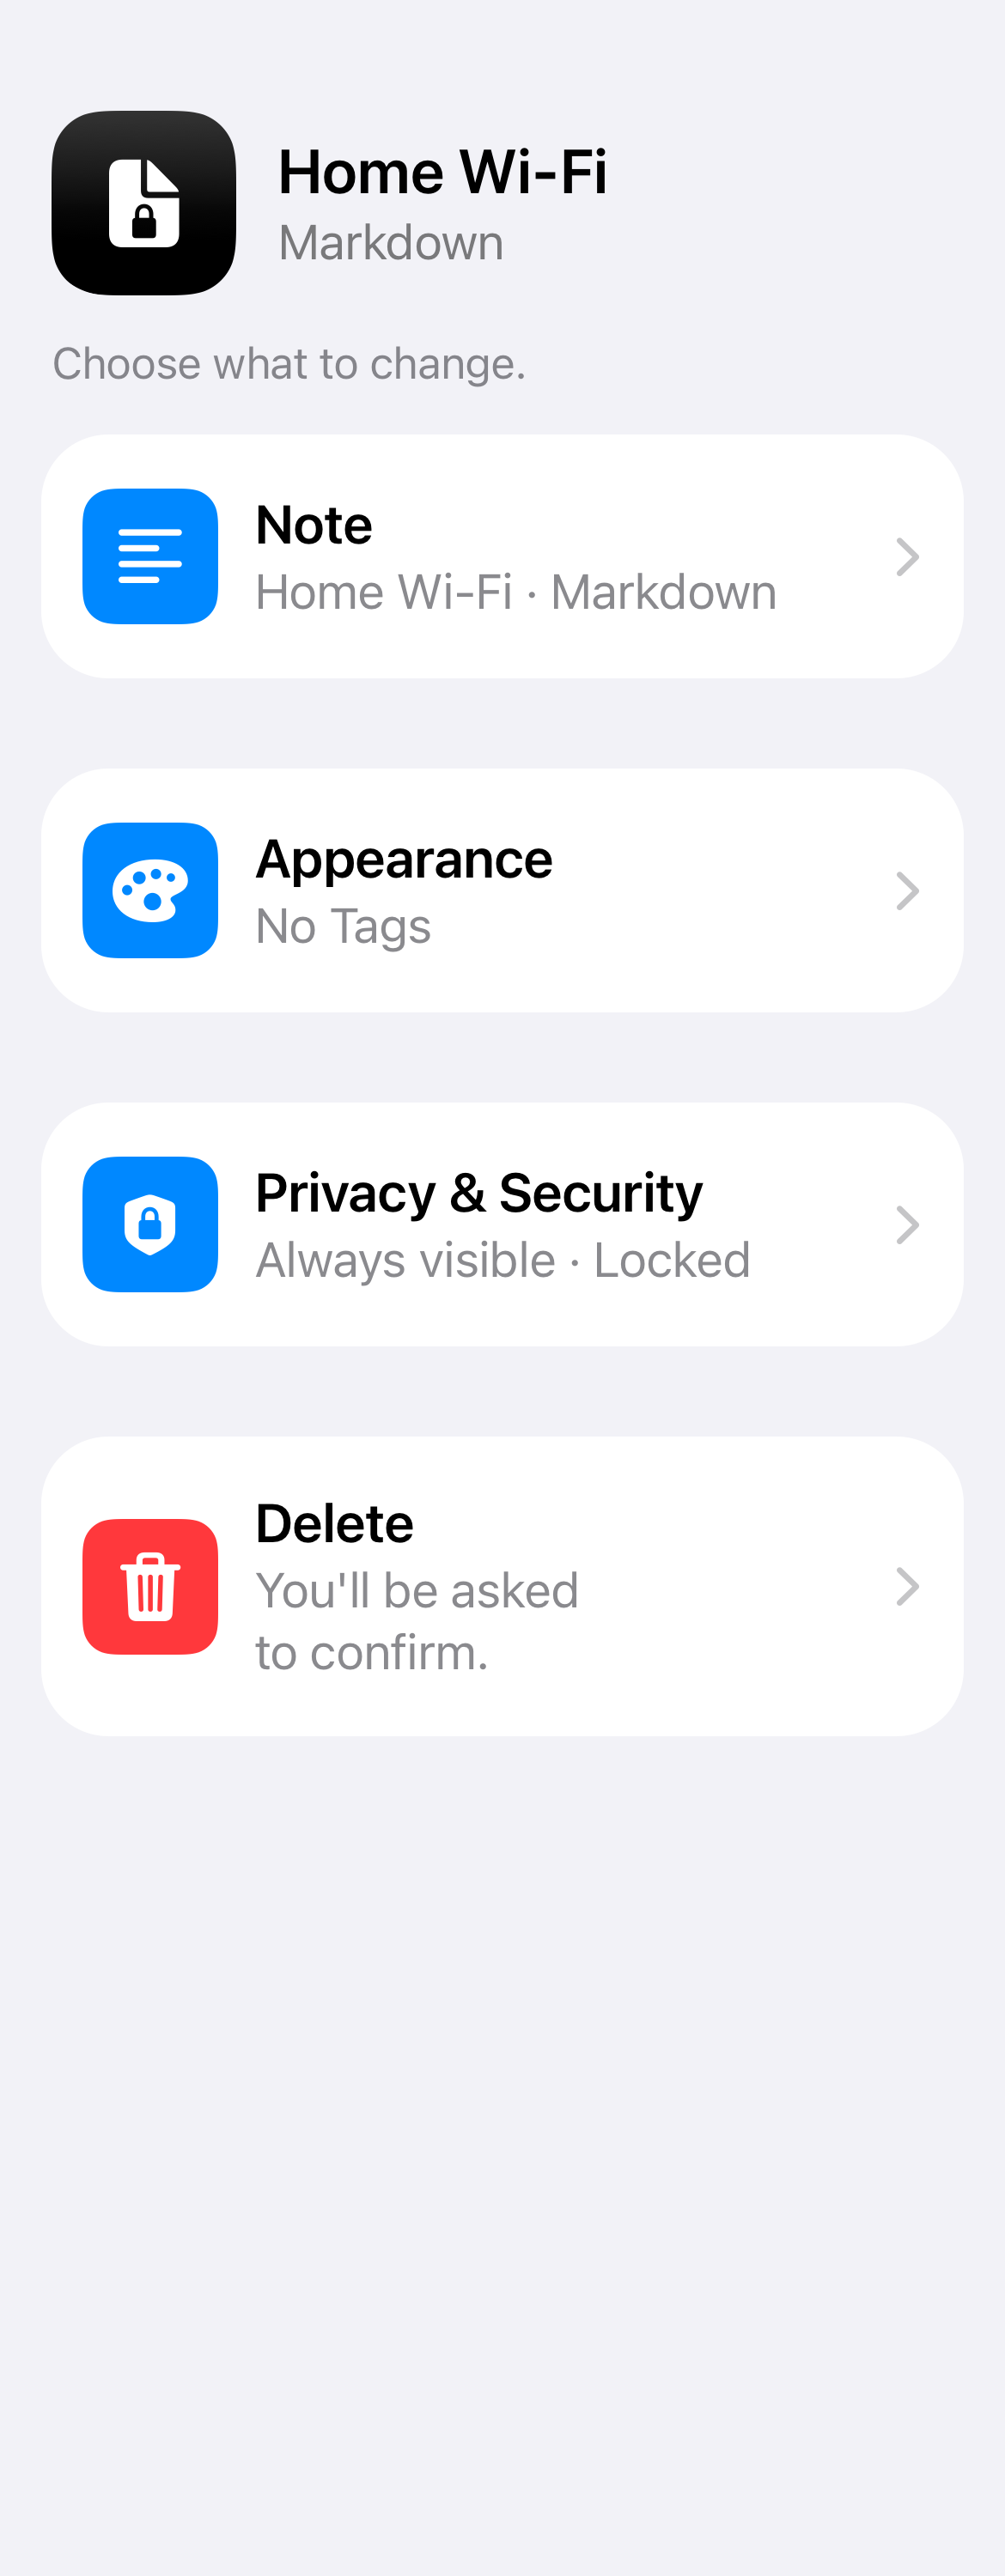 Home Wi-Fi
Markdown
Choose what to change.
Note
Home Wi-Fi · Markdown
Appearance
No Tags
Privacy & Security
Always visible · Locked
Delete
You'll be asked
to confirm.